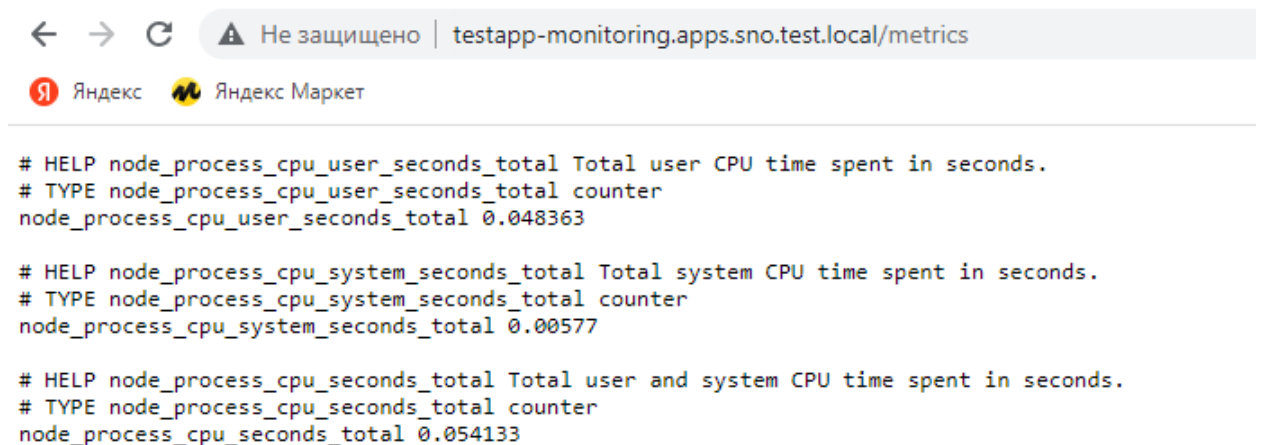 Не защищено | testapp-monitoring.apps.sno.test.local/metrics
Я Яндекс Яндекс Маркет
# HELP node_process_cpu_user_seconds_total Total user CPU time spent in seconds.
# TYPE node_process_cpu_user_seconds_total counter
node_process_cpu_user_seconds_total 0.048363
# HELP node_process_cpu_system_seconds_total Total system CPU time spent in seconds.
# TYPE node_process_cpu_system_seconds_total counter
node_process_cpu_system_seconds_total 0.00577
# HELP node_process_cpu_seconds_total Total user and system CPU time spent in seconds.
# TYPE node_process_cpu_seconds_total counter
node_process_cpu_seconds_total 0.054133